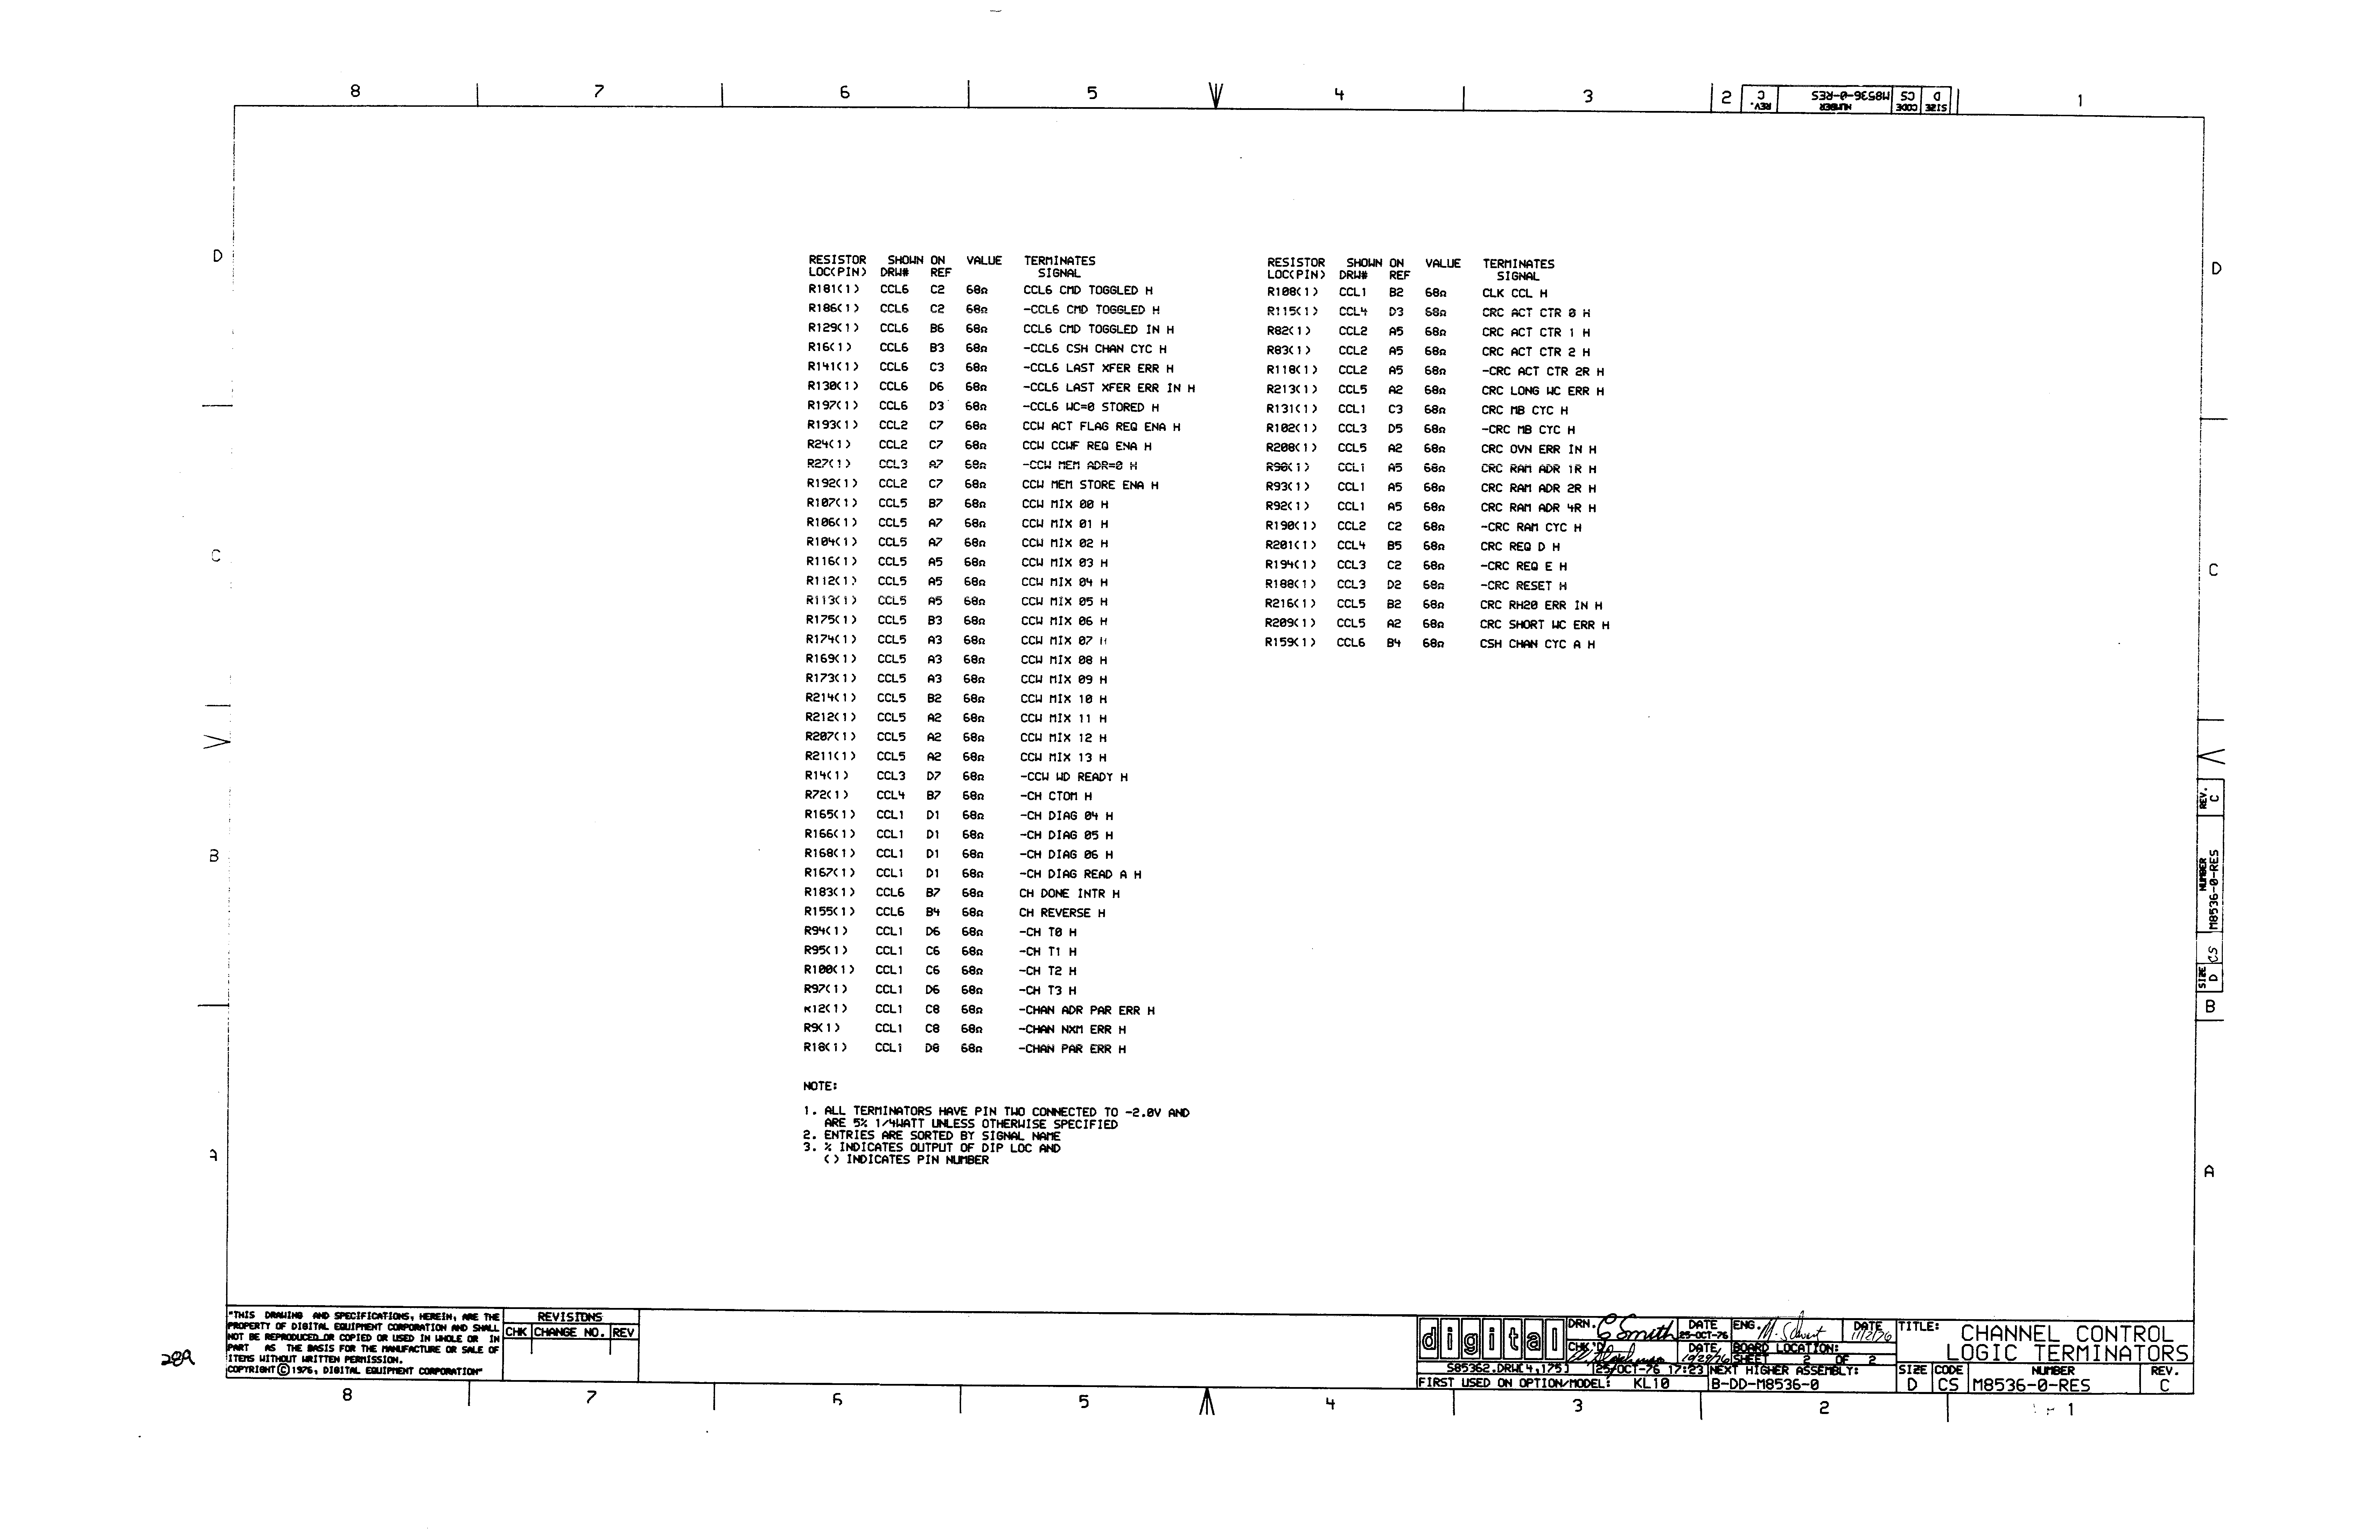 8 7 6 5 4 3 2 1
REV. C NUMBER M8536-0-RES CODE CS SIZE D
D
C
B
A
RESISTOR SHOWN ON VALUE TERMINATES
LOC(PIN) DRW# REF SIGNAL
R181(1) CCL6 C2 68Ω CCL6 CMD TOGGLED H
R186(1) CCL6 C2 68Ω -CCL6 CMD TOGGLED H
R129(1) CCL6 B6 68Ω CCL6 CMD TOGGLED IN H
R16(1) CCL6 B3 68Ω -CCL6 CSH CHAN CYC H
R141(1) CCL6 C3 68Ω -CCL6 LAST XFER ERR H
R130(1) CCL6 D6 68Ω -CCL6 LAST XFER ERR IN H
R197(1) CCL6 D3 68Ω -CCL6 WC=0 STORED H
R193(1) CCL2 C7 68Ω CCW ACT FLAG REQ ENA H
R24(1) CCL2 C7 68Ω CCW CCWF REQ ENA H
R27(1) CCL3 A7 68Ω -CCW MEM ADR=0 H
R192(1) CCL2 C7 68Ω CCW MEM STORE ENA H
R107(1) CCL5 B7 68Ω CCW MIX 00 H
R106(1) CCL5 A7 68Ω CCW MIX 01 H
R104(1) CCL5 A7 68Ω CCW MIX 02 H
R116(1) CCL5 A5 68Ω CCW MIX 03 H
R112(1) CCL5 A5 68Ω CCW MIX 04 H
R113(1) CCL5 A5 68Ω CCW MIX 05 H
R175(1) CCL5 B3 68Ω CCW MIX 06 H
R174(1) CCL5 A3 68Ω CCW MIX 07 H
R169(1) CCL5 A3 68Ω CCW MIX 08 H
R173(1) CCL5 A3 68Ω CCW MIX 09 H
R214(1) CCL5 B2 68Ω CCW MIX 10 H
R212(1) CCL5 A2 68Ω CCW MIX 11 H
R207(1) CCL5 A2 68Ω CCW MIX 12 H
R211(1) CCL5 A2 68Ω CCW MIX 13 H
R14(1) CCL3 D7 68Ω -CCW WD READY H
R72(1) CCL4 B7 68Ω -CH CTOM H
R165(1) CCL1 D1 68Ω -CH DIAG 04 H
R166(1) CCL1 D1 68Ω -CH DIAG 05 H
R168(1) CCL1 D1 68Ω -CH DIAG 06 H
R167(1) CCL1 D1 68Ω -CH DIAG READ A H
R183(1) CCL6 B7 68Ω CH DONE INTR H
R155(1) CCL6 B4 68Ω CH REVERSE H
R94(1) CCL1 D6 68Ω -CH T0 H
R95(1) CCL1 C6 68Ω -CH T1 H
R100(1) CCL1 C6 68Ω -CH T2 H
R97(1) CCL1 D6 68Ω -CH T3 H
R12(1) CCL1 C8 68Ω -CHAN ADR PAR ERR H
R9(1) CCL1 C8 68Ω -CHAN NXM ERR H
R18(1) CCL1 D8 68Ω -CHAN PAR ERR H
RESISTOR SHOWN ON VALUE TERMINATES
LOC(PIN) DRW# REF SIGNAL
R108(1) CCL1 B2 68Ω CLK CCL H
R115(1) CCL4 D3 68Ω CRC ACT CTR 0 H
R82(1) CCL2 A5 68Ω CRC ACT CTR 1 H
R83(1) CCL2 A5 68Ω CRC ACT CTR 2 H
R118(1) CCL2 A5 68Ω -CRC ACT CTR 2R H
R213(1) CCL5 A2 68Ω CRC LONG WC ERR H
R131(1) CCL1 C3 68Ω CRC MB CYC H
R102(1) CCL3 D5 68Ω -CRC MB CYC H
R208(1) CCL5 A2 68Ω CRC OVN ERR IN H
R90(1) CCL1 A5 68Ω CRC RAM ADR 1R H
R93(1) CCL1 A5 68Ω CRC RAM ADR 2R H
R92(1) CCL1 A5 68Ω CRC RAM ADR 4R H
R190(1) CCL2 C2 68Ω -CRC RAM CYC H
R201(1) CCL4 B5 68Ω CRC REQ D H
R194(1) CCL3 C2 68Ω -CRC REQ E H
R188(1) CCL3 D2 68Ω -CRC RESET H
R216(1) CCL5 B2 68Ω CRC RH20 ERR IN H
R209(1) CCL5 A2 68Ω CRC SHORT WC ERR H
R159(1) CCL6 B4 68Ω CSH CHAN CYC A H
NOTE:
1. ALL TERMINATORS HAVE PIN TWO CONNECTED TO -2.0V AND
ARE 5% 1/4WATT UNLESS OTHERWISE SPECIFIED
2. ENTRIES ARE SORTED BY SIGNAL NAME
3. % INDICATES OUTPUT OF DIP LOC AND
() INDICATES PIN NUMBER
D
C
REV. C
NUMBER M8536-0-RES
CS
SIZE D
B
A
289
"THIS DRAWING AND SPECIFICATIONS, HEREIN, ARE THE
PROPERTY OF DIGITAL EQUIPMENT CORPORATION AND SHALL
NOT BE REPRODUCED OR COPIED OR USED IN WHOLE OR IN
PART AS THE BASIS FOR THE MANUFACTURE OR SALE OF
ITEMS WITHOUT WRITTEN PERMISSION.
COPYRIGHT © 1976, DIGITAL EQUIPMENT CORPORATION"
REVISIONS
CHK CHANGE NO. REV
digital
DRN. C Smith DATE 25-OCT-76
CHK'D DATE 10/29/76
ENG. DATE 11/2/76
BOARD LOCATION:
SHEET 2 OF 2
S85362.DRW[4,175] 25/OCT-76 17:23 NEXT HIGHER ASSEMBLY:
FIRST USED ON OPTION/MODEL: KL10 B-DD-M8536-0
TITLE: CHANNEL CONTROL
LOGIC TERMINATORS
SIZE CODE NUMBER REV.
D CS M8536-0-RES C
8 7 6 5 4 3 2 1